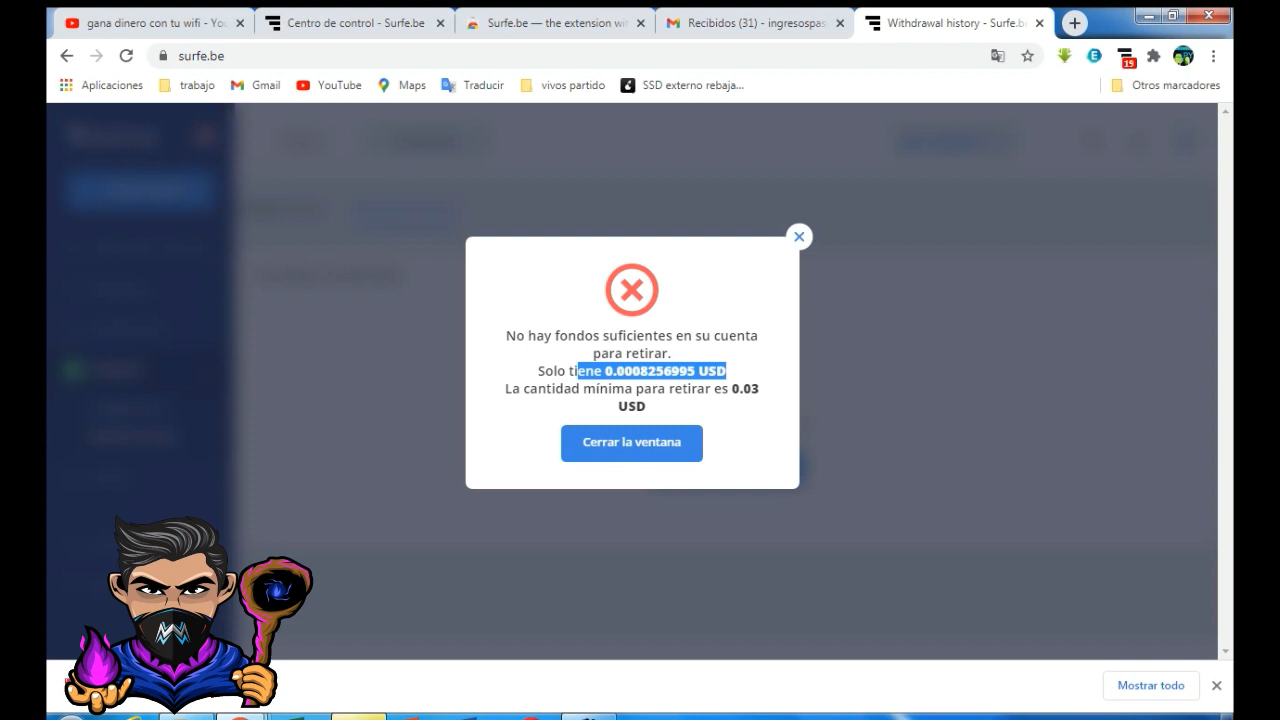 gana dinero con tu wifi - You
Centro de control - Surfe.be
Surfe.be — the extension wit
Recibidos (31) - ingresospas
Withdrawal history - Surfe.be
surfe.be
19
Aplicaciones
trabajo
Gmail
YouTube
Maps
Traducir
vivos partido
SSD externo rebaja...
Otros marcadores
No hay fondos suficientes en su cuenta
para retirar.
Solo tiene 0.0008256995 USD
La cantidad mínima para retirar es 0.03
USD
Cerrar la ventana
Mostrar todo